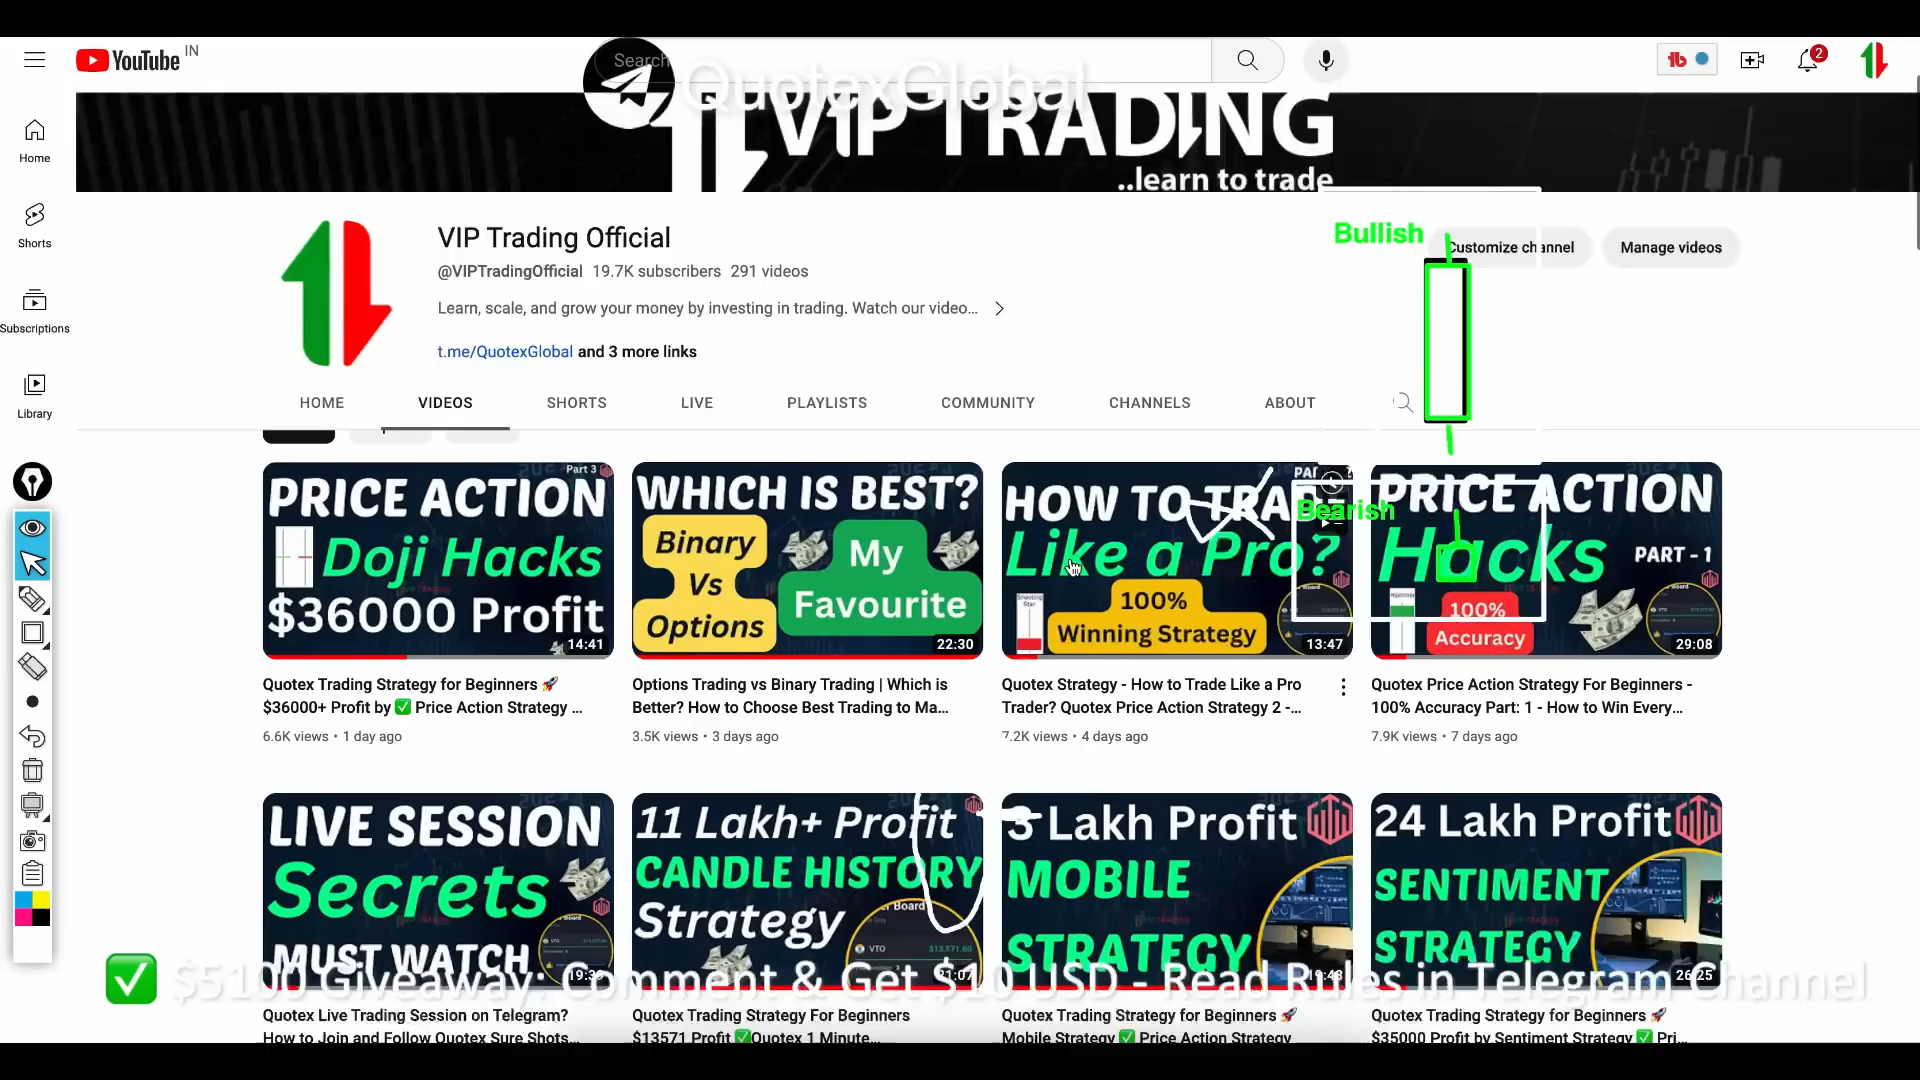 YouTube IN
Search
QuotexGlobal
2
VIP TRADING
..learn to trade
Home
Shorts
Subscriptions
Library
VIP Trading Official
@VIPTradingOfficial 19.7K subscribers 291 videos
Learn, scale, and grow your money by investing in trading. Watch our video...
t.me/QuotexGlobal and 3 more links
Bullish
Customize channel
Manage videos
HOME VIDEOS SHORTS LIVE PLAYLISTS COMMUNITY CHANNELS ABOUT
Part 3
PRICE ACTION
Doji Hacks
$36000 Profit
14:41
WHICH IS BEST?
Binary
Vs
Options
My
Favourite
22:30
HOW TO TRADE
Like a Pro?
Shooting
Star
100%
Winning Strategy
13:47
Bearish
PRICE ACTION
Hacks
PART - 1
Hammer
100%
Accuracy
29:08
Quotex Trading Strategy for Beginners 🚀
$36000+ Profit by ✅ Price Action Strategy ...
6.6K views • 1 day ago
Options Trading vs Binary Trading | Which is
Better? How to Choose Best Trading to Ma...
3.5K views • 3 days ago
Quotex Strategy - How to Trade Like a Pro
Trader? Quotex Price Action Strategy 2 -...
7.2K views • 4 days ago
Quotex Price Action Strategy For Beginners -
100% Accuracy Part: 1 - How to Win Every...
7.9K views • 7 days ago
LIVE SESSION
Secrets
MUST WATCH
11 Lakh+ Profit
CANDLE HISTORY
Strategy
Board
VTO $13,571.60
21:07
3 Lakh Profit
MOBILE
STRATEGY
24 Lakh Profit
SENTIMENT
STRATEGY
26:25
✅ $5100 Giveaway: Comment & Get $10 USD - Read Rules in Telegram Channel
Quotex Live Trading Session on Telegram?
How to Join and Follow Quotex Sure Shots...
Quotex Trading Strategy For Beginners
$13571 Profit ✅Quotex 1 Minute...
Quotex Trading Strategy for Beginners 🚀
Mobile Strategy ✅ Price Action Strategy
Quotex Trading Strategy for Beginners 🚀
$35000 Profit by Sentiment Strategy ✅ Pri...